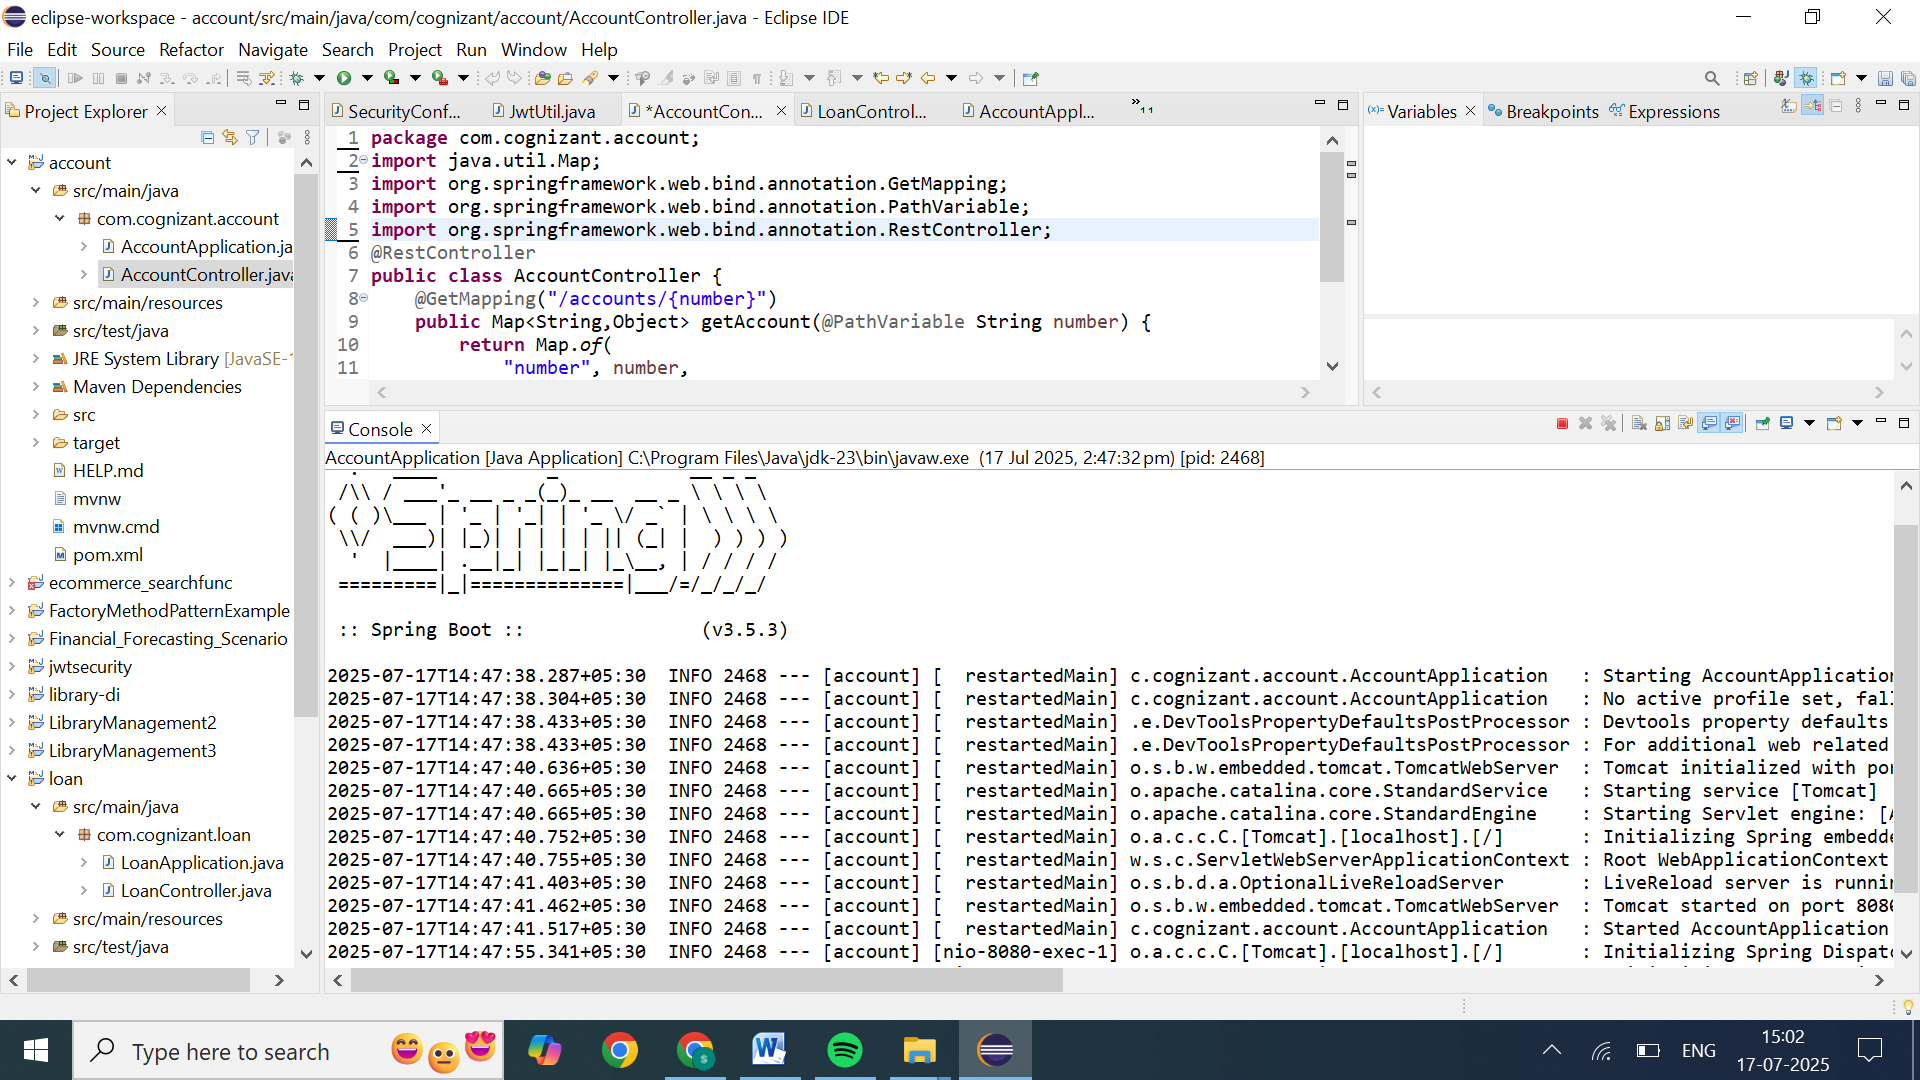 eclipse-workspace - account/src/main/java/com/cognizant/account/AccountController.java - Eclipse IDE
File Edit Source Refactor Navigate Search Project Run Window Help
Project Explorer
account
src/main/java
com.cognizant.account
AccountApplication.ja
AccountController.java
src/main/resources
src/test/java
JRE System Library [JavaSE-1
Maven Dependencies
src
target
HELP.md
mvnw
mvnw.cmd
pom.xml
ecommerce_searchfunc
FactoryMethodPatternExample
Financial_Forecasting_Scenario
jwtsecurity
library-di
LibraryManagement2
LibraryManagement3
loan
src/main/java
com.cognizant.loan
LoanApplication.java
LoanController.java
src/main/resources
src/test/java
SecurityConf... JwtUtil.java *AccountCon... LoanControl... AccountAppl... »11
1 package com.cognizant.account;
2 import java.util.Map;
3 import org.springframework.web.bind.annotation.GetMapping;
4 import org.springframework.web.bind.annotation.PathVariable;
5 import org.springframework.web.bind.annotation.RestController;
6 @RestController
7 public class AccountController {
8 @GetMapping("/accounts/{number}")
9 public Map<String,Object> getAccount(@PathVariable String number) {
10 return Map.of(
11 "number", number,
(x)= Variables Breakpoints Expressions
Console
AccountApplication [Java Application] C:\Program Files\Java\jdk-23\bin\javaw.exe (17 Jul 2025, 2:47:32 pm) [pid: 2468]
Spring
:: Spring Boot :: (v3.5.3)
2025-07-17T14:47:38.287+05:30 INFO 2468 --- [account] [ restartedMain] c.cognizant.account.AccountApplication : Starting AccountApplication
2025-07-17T14:47:38.304+05:30 INFO 2468 --- [account] [ restartedMain] c.cognizant.account.AccountApplication : No active profile set, fal
2025-07-17T14:47:38.433+05:30 INFO 2468 --- [account] [ restartedMain] .e.DevToolsPropertyDefaultsPostProcessor : Devtools property defaults
2025-07-17T14:47:38.433+05:30 INFO 2468 --- [account] [ restartedMain] .e.DevToolsPropertyDefaultsPostProcessor : For additional web related
2025-07-17T14:47:40.636+05:30 INFO 2468 --- [account] [ restartedMain] o.s.b.w.embedded.tomcat.TomcatWebServer : Tomcat initialized with por
2025-07-17T14:47:40.665+05:30 INFO 2468 --- [account] [ restartedMain] o.apache.catalina.core.StandardService : Starting service [Tomcat]
2025-07-17T14:47:40.665+05:30 INFO 2468 --- [account] [ restartedMain] o.apache.catalina.core.StandardEngine : Starting Servlet engine: [A
2025-07-17T14:47:40.752+05:30 INFO 2468 --- [account] [ restartedMain] o.a.c.c.C.[Tomcat].[localhost].[/] : Initializing Spring embedde
2025-07-17T14:47:40.755+05:30 INFO 2468 --- [account] [ restartedMain] w.s.c.ServletWebServerApplicationContext : Root WebApplicationContext
2025-07-17T14:47:41.403+05:30 INFO 2468 --- [account] [ restartedMain] o.s.b.d.a.OptionalLiveReloadServer : LiveReload server is runnin
2025-07-17T14:47:41.462+05:30 INFO 2468 --- [account] [ restartedMain] o.s.b.w.embedded.tomcat.TomcatWebServer : Tomcat started on port 8080
2025-07-17T14:47:41.517+05:30 INFO 2468 --- [account] [ restartedMain] c.cognizant.account.AccountApplication : Started AccountApplication
2025-07-17T14:47:55.341+05:30 INFO 2468 --- [account] [nio-8080-exec-1] o.a.c.c.C.[Tomcat].[localhost].[/] : Initializing Spring Dispatc
Type here to search
ENG
15:02
17-07-2025